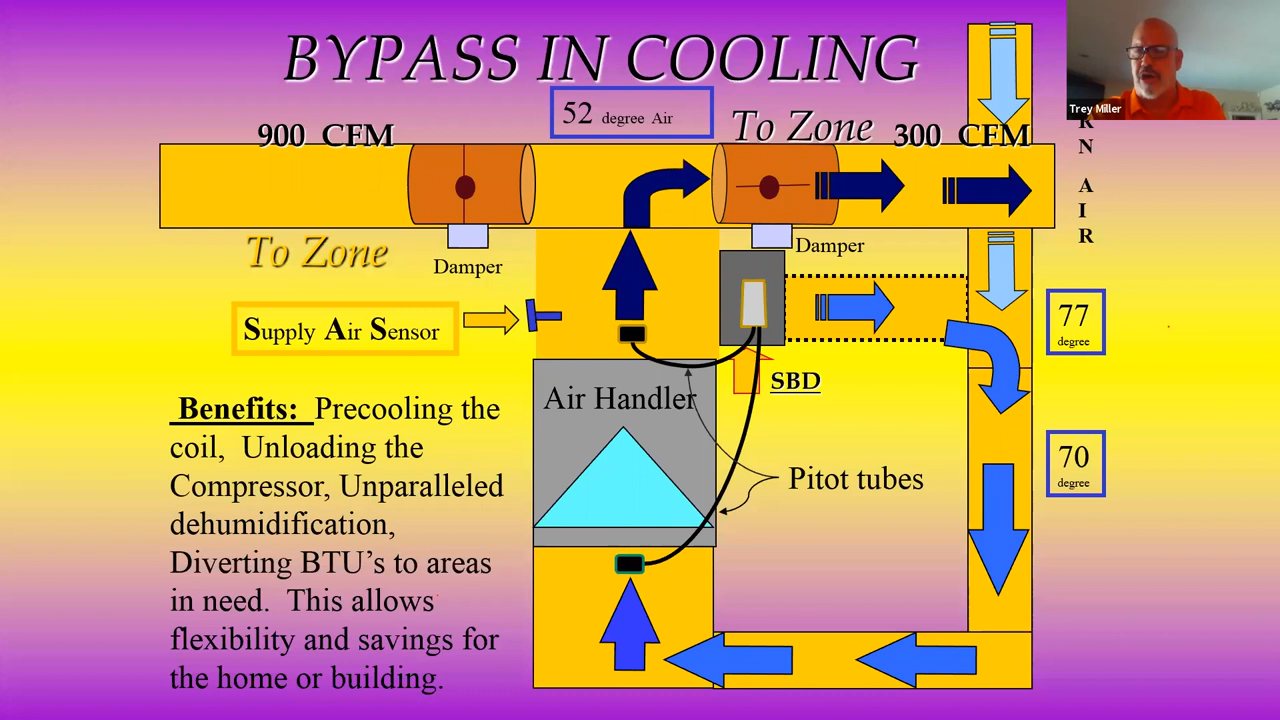 BYPASS IN COOLING
Trey Miller
52 degree Air
To Zone
900 CFM
300 CFM
R
N
A
I
R
To Zone
Damper
Damper
Supply Air Sensor
77
degree
SBD
Air Handler
Benefits: Precooling the
coil, Unloading the
Compressor, Unparalleled
dehumidification,
Diverting BTU's to areas
in need. This allows
flexibility and savings for
the home or building.
70
degree
Pitot tubes